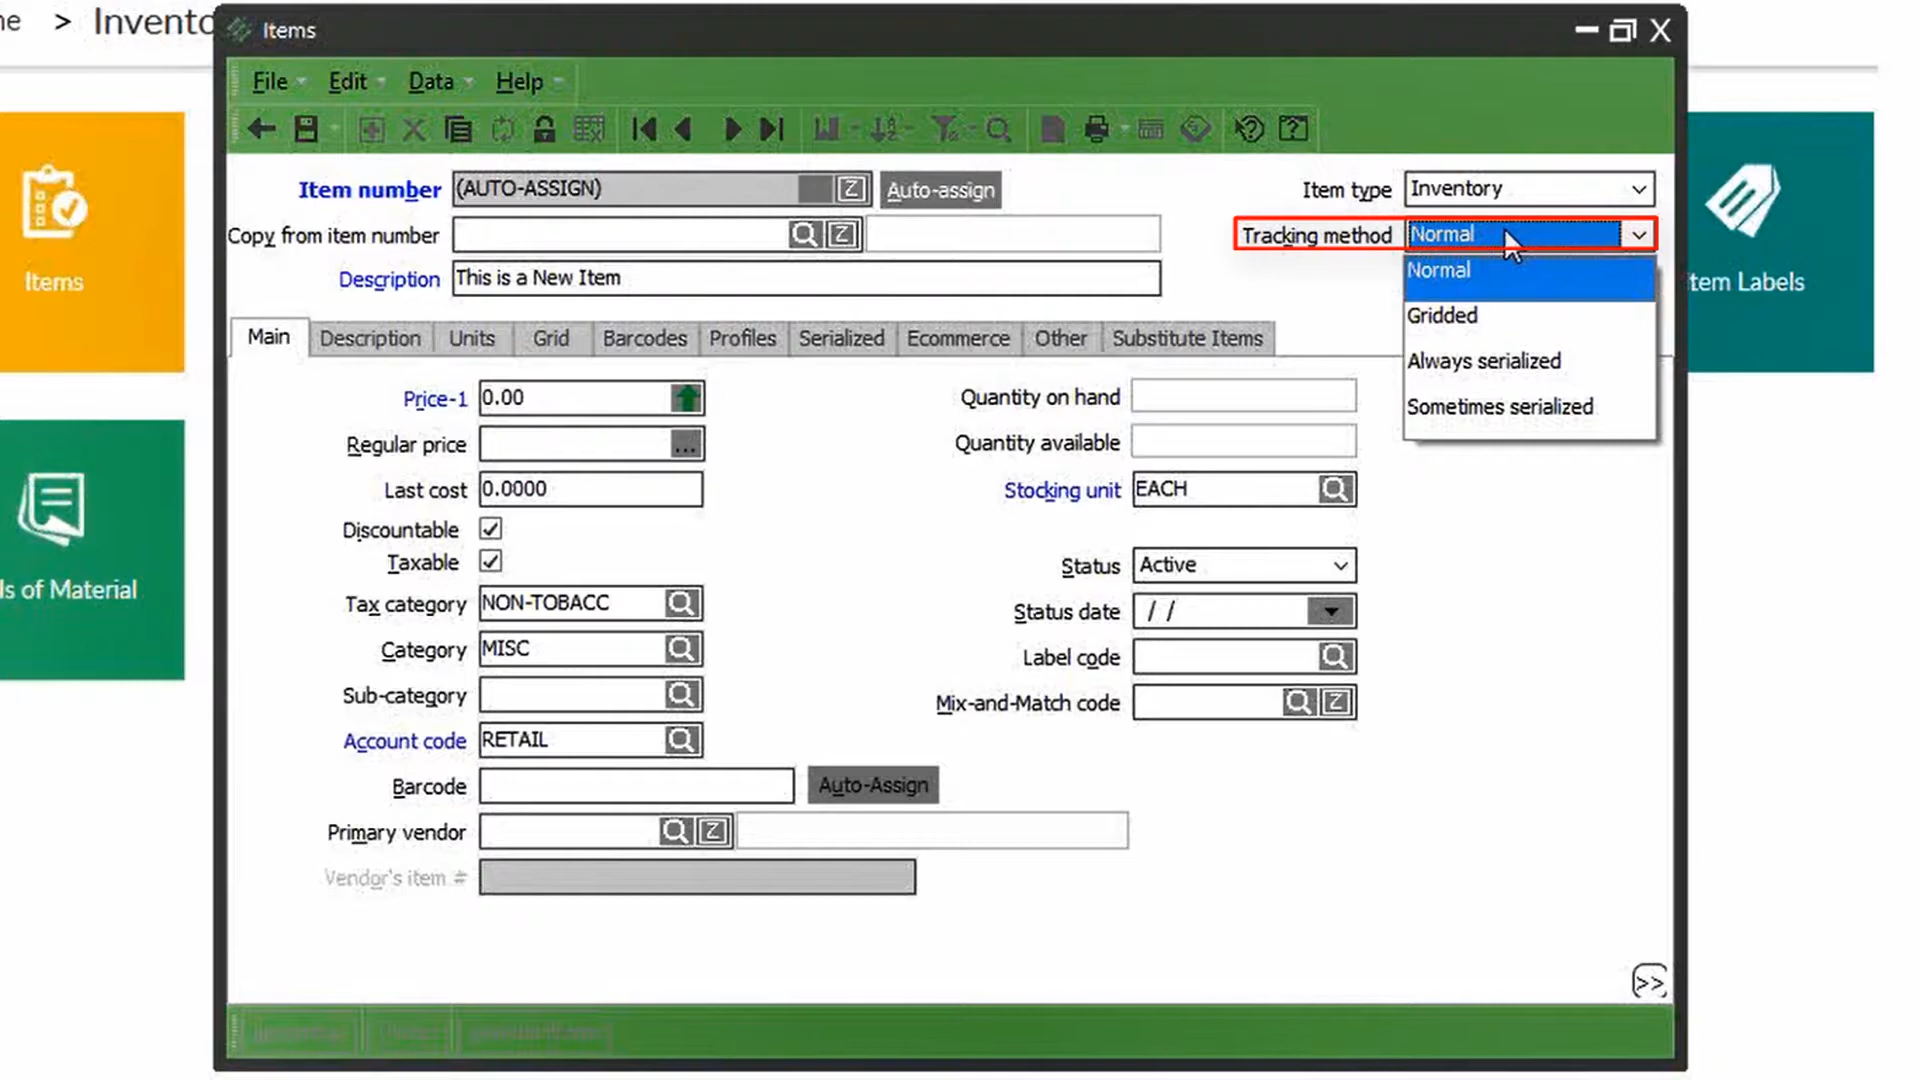 ne > Invento
Items
File Edit Data Help
Item number (AUTO-ASSIGN) Z Auto-assign
Item type Inventory
Copy from item number Z
Tracking method Normal
Description This is a New Item
Normal
Gridded
Always serialized
Sometimes serialized
Main Description Units Grid Barcodes Profiles Serialized Ecommerce Other Substitute Items
Price-1 0.00
Regular price ...
Last cost 0.0000
Discountable
Taxable
Tax category NON-TOBACC
Category MISC
Sub-category
Account code RETAIL
Barcode Auto-Assign
Primary vendor Z
Vendor's item #
Quantity on hand
Quantity available
Stocking unit EACH
Status Active
Status date / /
Label code
Mix-and-Match code Z
>>
Items
ls of Material
tem Labels